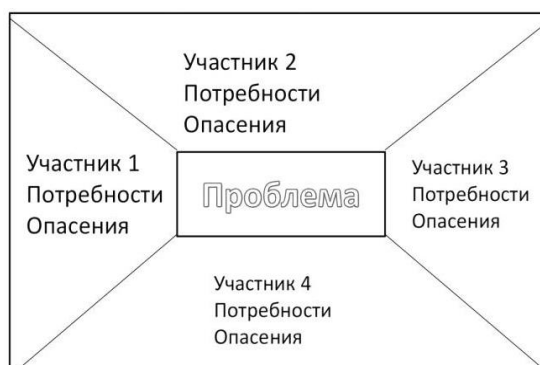 Участник 2
Потребности
Опасения
Участник 1
Потребности
Опасения
Проблема
Участник 3
Потребности
Опасения
Участник 4
Потребности
Опасения